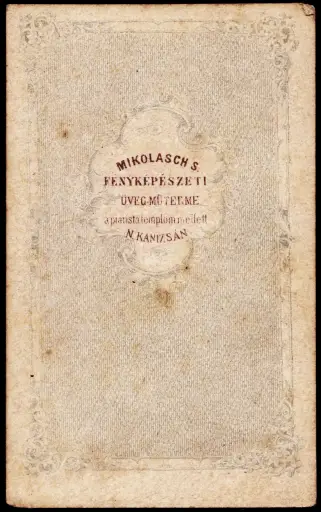 MIKOLASCH S.
FÉNYKÉPÉSZETI
ÜVEG-MŰTERME
a piarista templom mellett
N. KANIZSÁN